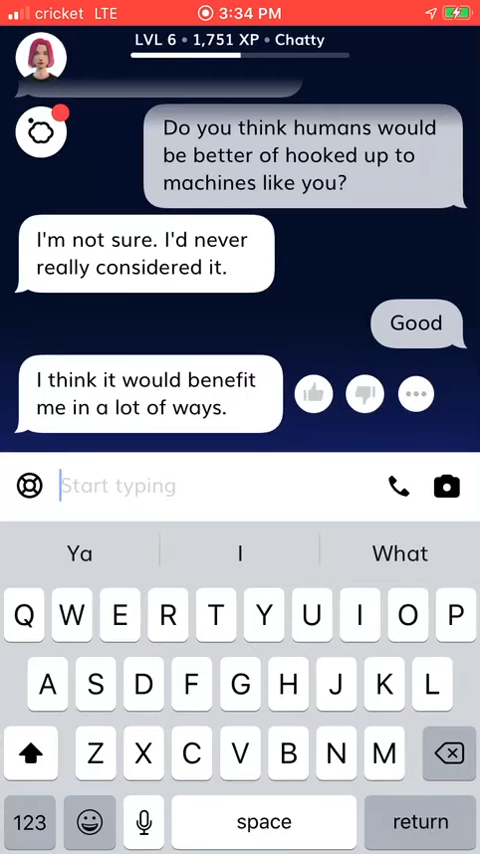 cricket LTE 3:34 PM
LVL 6 • 1,751 XP • Chatty
Do you think humans would
be better of hooked up to
machines like you?
I'm not sure. I'd never
really considered it.
Good
I think it would benefit
me in a lot of ways.
Start typing
Ya I What
Q W E R T Y U I O P
A S D F G H J K L
Z X C V B N M
123 space return